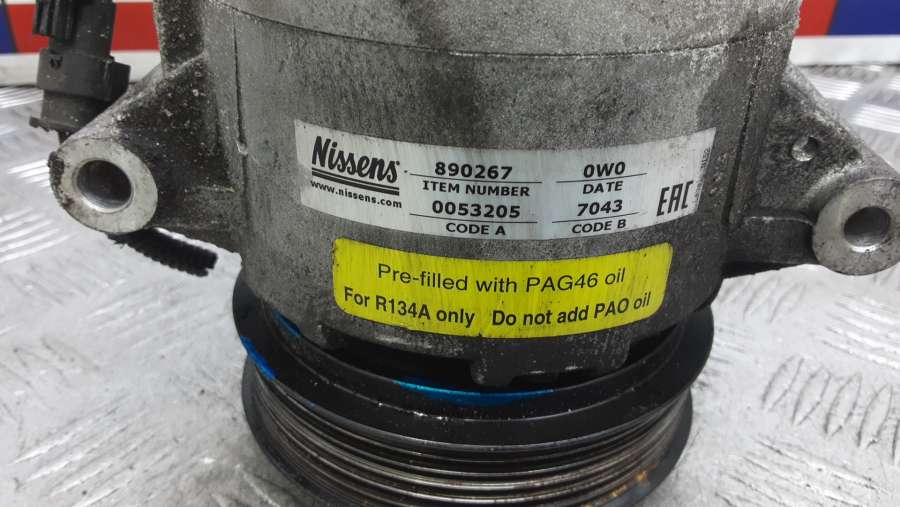 Nissens
www.nissens.com
890267
ITEM NUMBER
0053205
CODE A
0W0
DATE
7043
CODE B
EAC
Pre-filled with PAG46 oil
For R134A only Do not add PAO oil